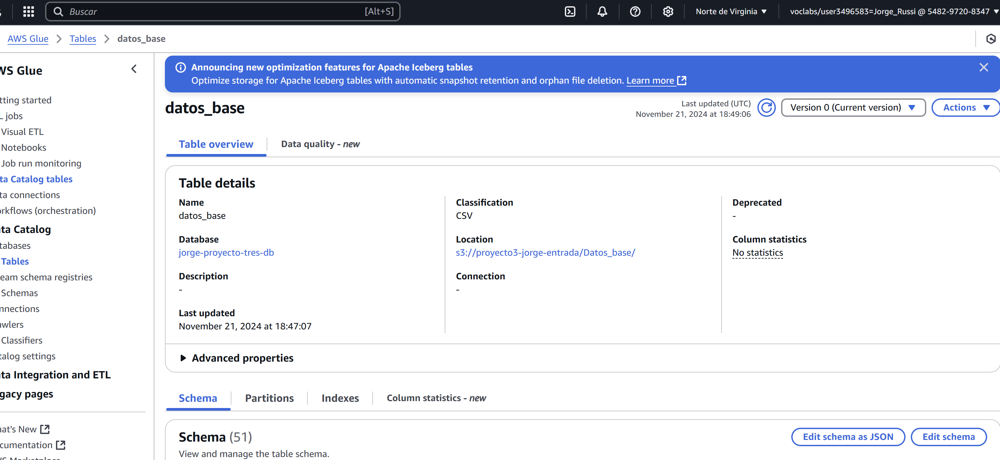 Buscar [Alt+S] Norte de Virginia voclabs/user3496583=Jorge_Russi @ 5482-9720-8347
AWS Glue Tables datos_base
WS Glue
tting started
L jobs
Visual ETL
Notebooks
Job run monitoring
ta Catalog tables
ta connections
orkflows (orchestration)
ata Catalog
tabases
Tables
eam schema registries
Schemas
nnections
awlers
Classifiers
talog settings
ata Integration and ETL
gacy pages
hat's New
cumentation
WS Marketplace
Announcing new optimization features for Apache Iceberg tables
Optimize storage for Apache Iceberg tables with automatic snapshot retention and orphan file deletion. Learn more
datos_base
Last updated (UTC)
November 21, 2024 at 18:49:06
Version 0 (Current version)
Actions
Table overview
Data quality - new
Table details
Name
datos_base
Database
jorge-proyecto-tres-db
Description
-
Last updated
November 21, 2024 at 18:47:07
Classification
CSV
Location
s3://proyecto3-jorge-entrada/Datos_base/
Connection
-
Deprecated
-
Column statistics
No statistics
Advanced properties
Schema
Partitions
Indexes
Column statistics - new
Schema (51)
View and manage the table schema.
Edit schema as JSON
Edit schema